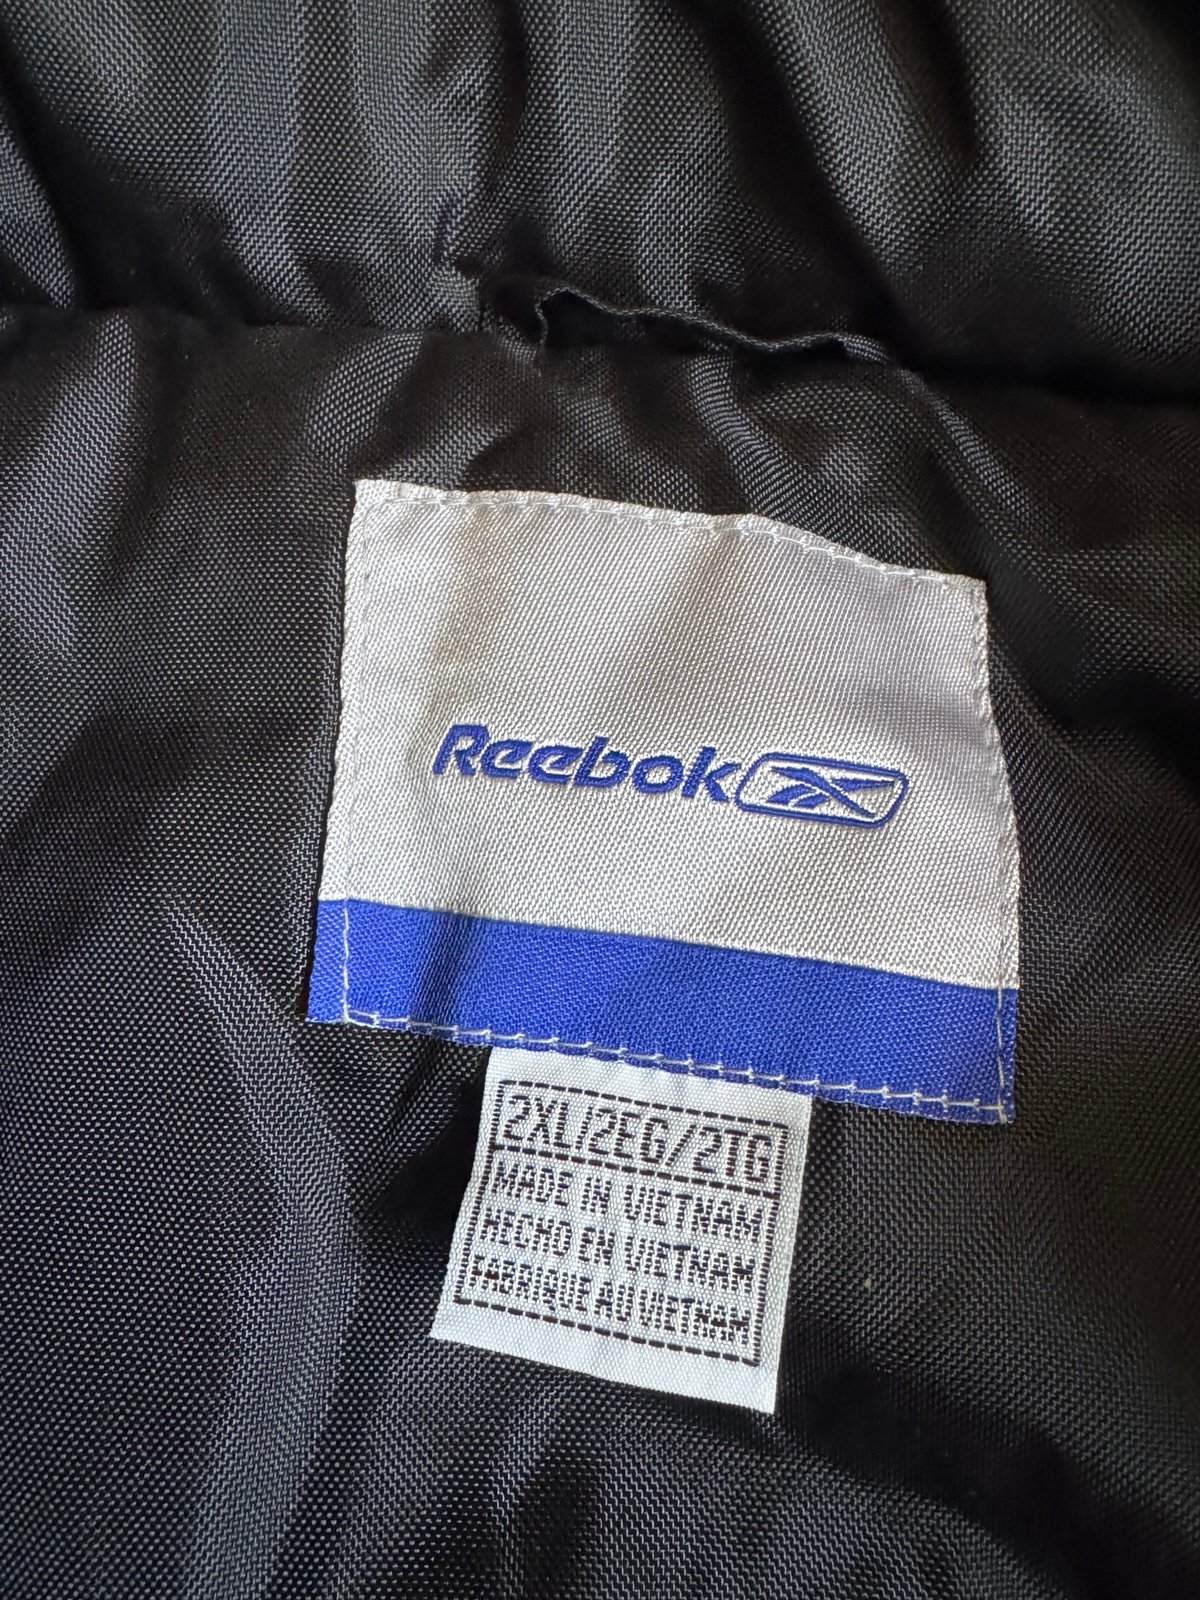 Reebok
2XL/2EG/2TG
MADE IN VIETNAM
HECHO EN VIETNAM
FABRIQUE AU VIETNAM